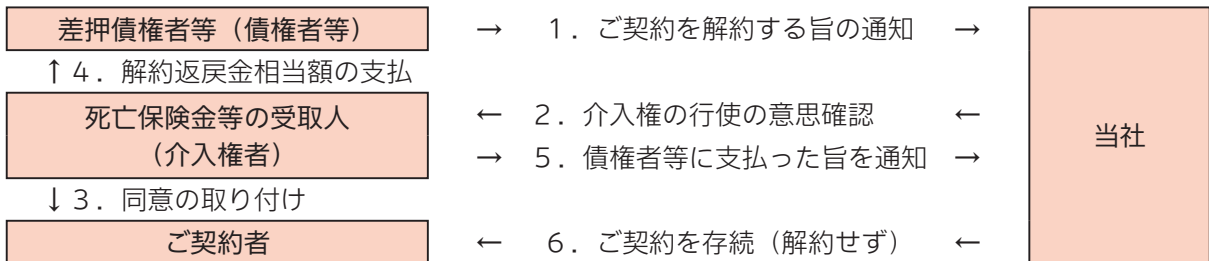 差押債権者等（債権者等） → 1．ご契約を解約する旨の通知 →
↑4．解約返戻金相当額の支払
死亡保険金等の受取人 ← 2．介入権の行使の意思確認 ←
（介入権者） → 5．債権者等に支払った旨を通知 →
当社
↓3．同意の取り付け
ご契約者 ← 6．ご契約を存続（解約せず） ←